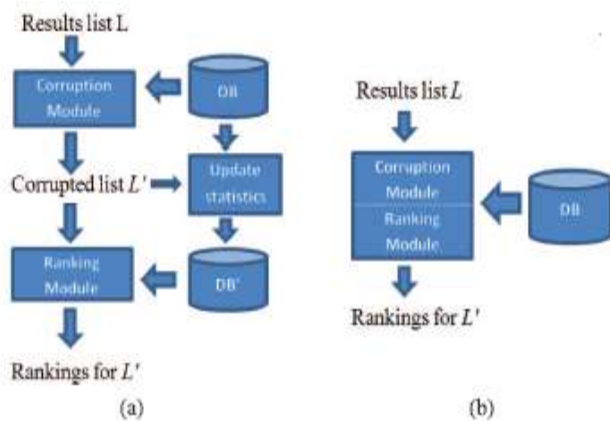 Results list L
Corruption
Module
DB
Corrupted list L'
Update
statistics
Ranking
Module
DB'
Rankings for L'
(a)
Results list L
Corruption
Module
Ranking
Module
DB
Rankings for L'
(b)